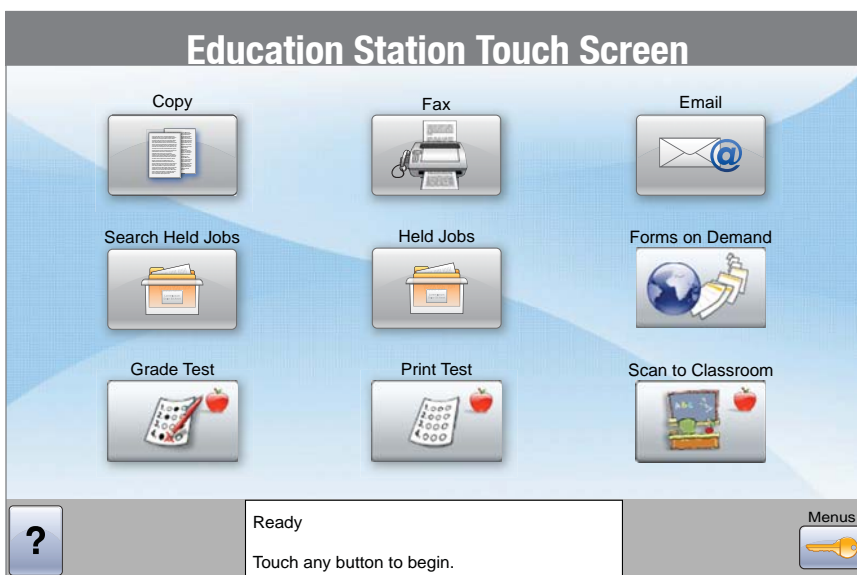 Education Station Touch Screen
Copy
Fax
Email
@
Search Held Jobs
Held Jobs
Forms on Demand
Grade Test
Print Test
Scan to Classroom
?
Ready
Touch any button to begin.
Menus